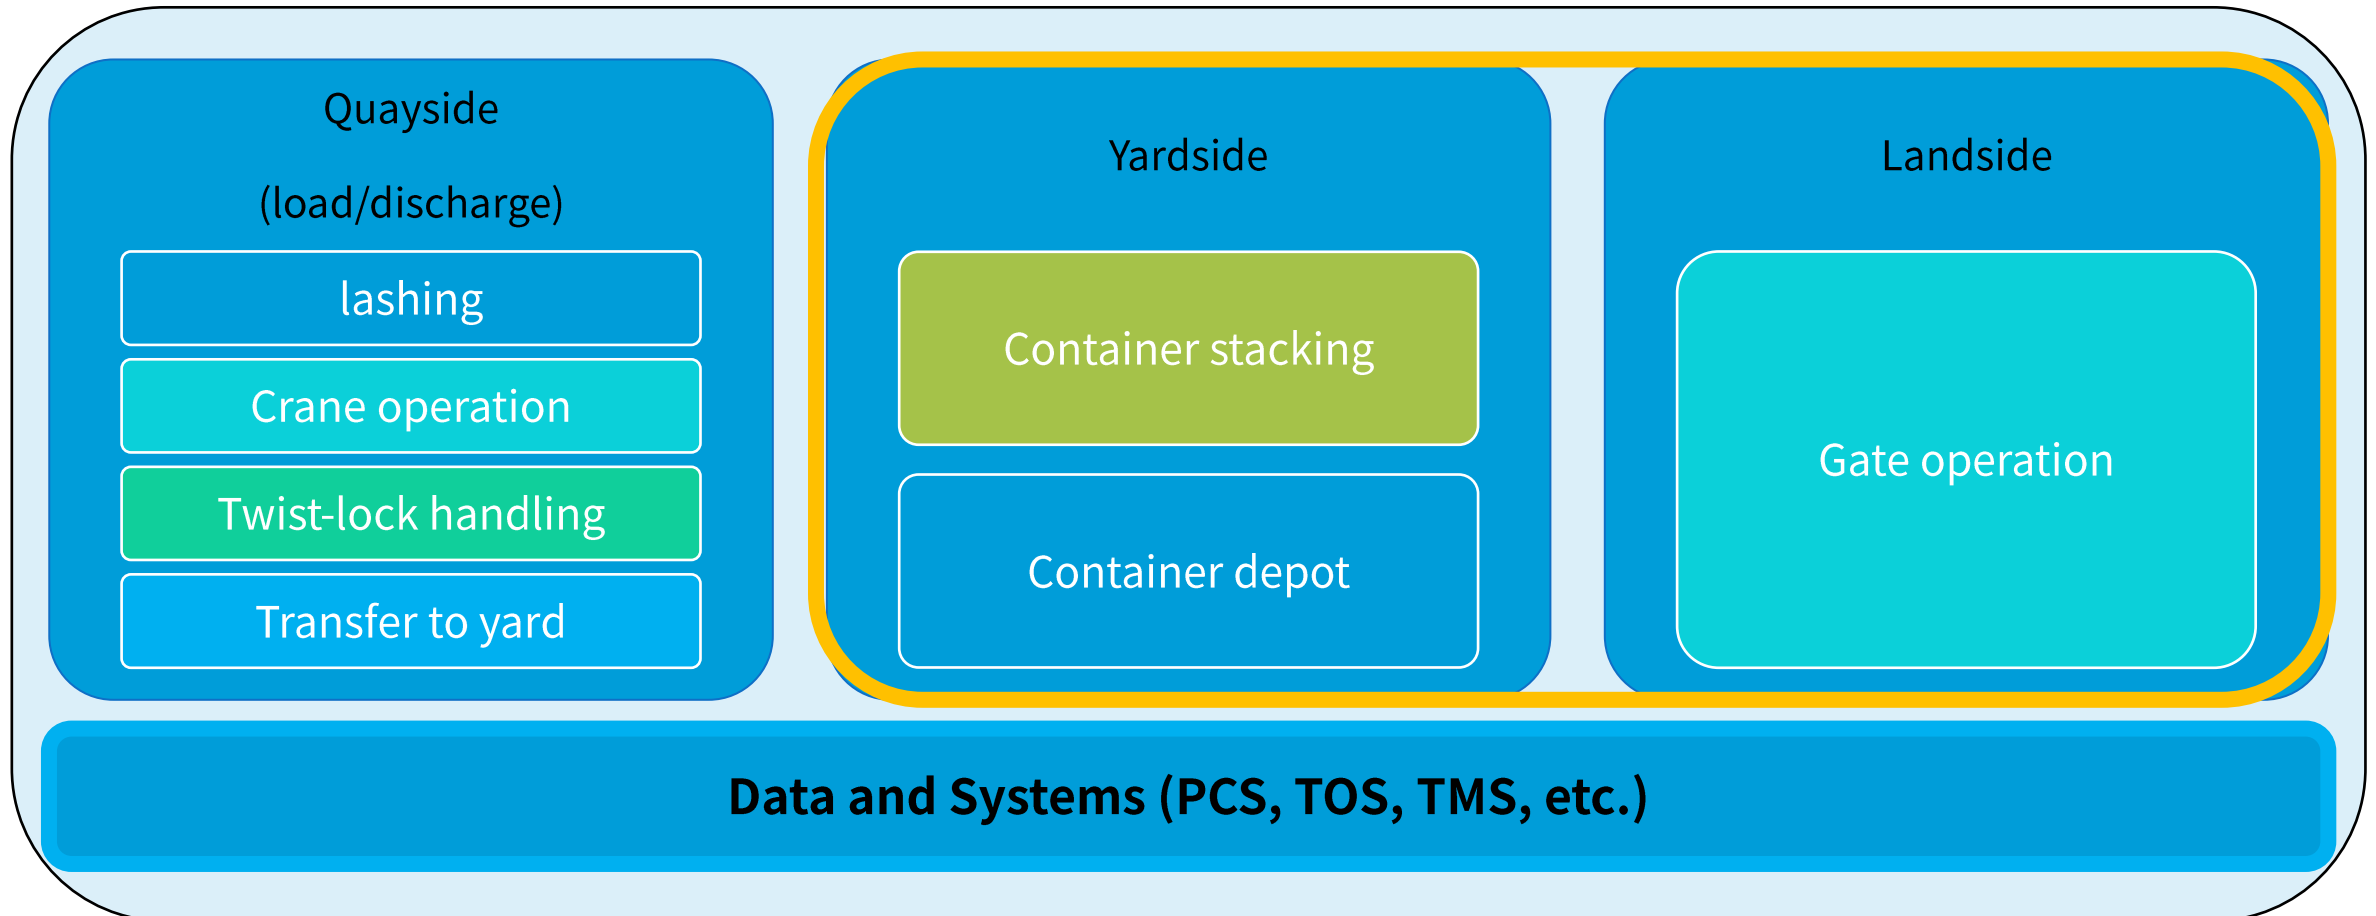 Quayside
(load/discharge)
lashing
Crane operation
Twist-lock handling
Transfer to yard
Yardside
Container stacking
Container depot
Landside
Gate operation
Data and Systems (PCS, TOS, TMS, etc.)